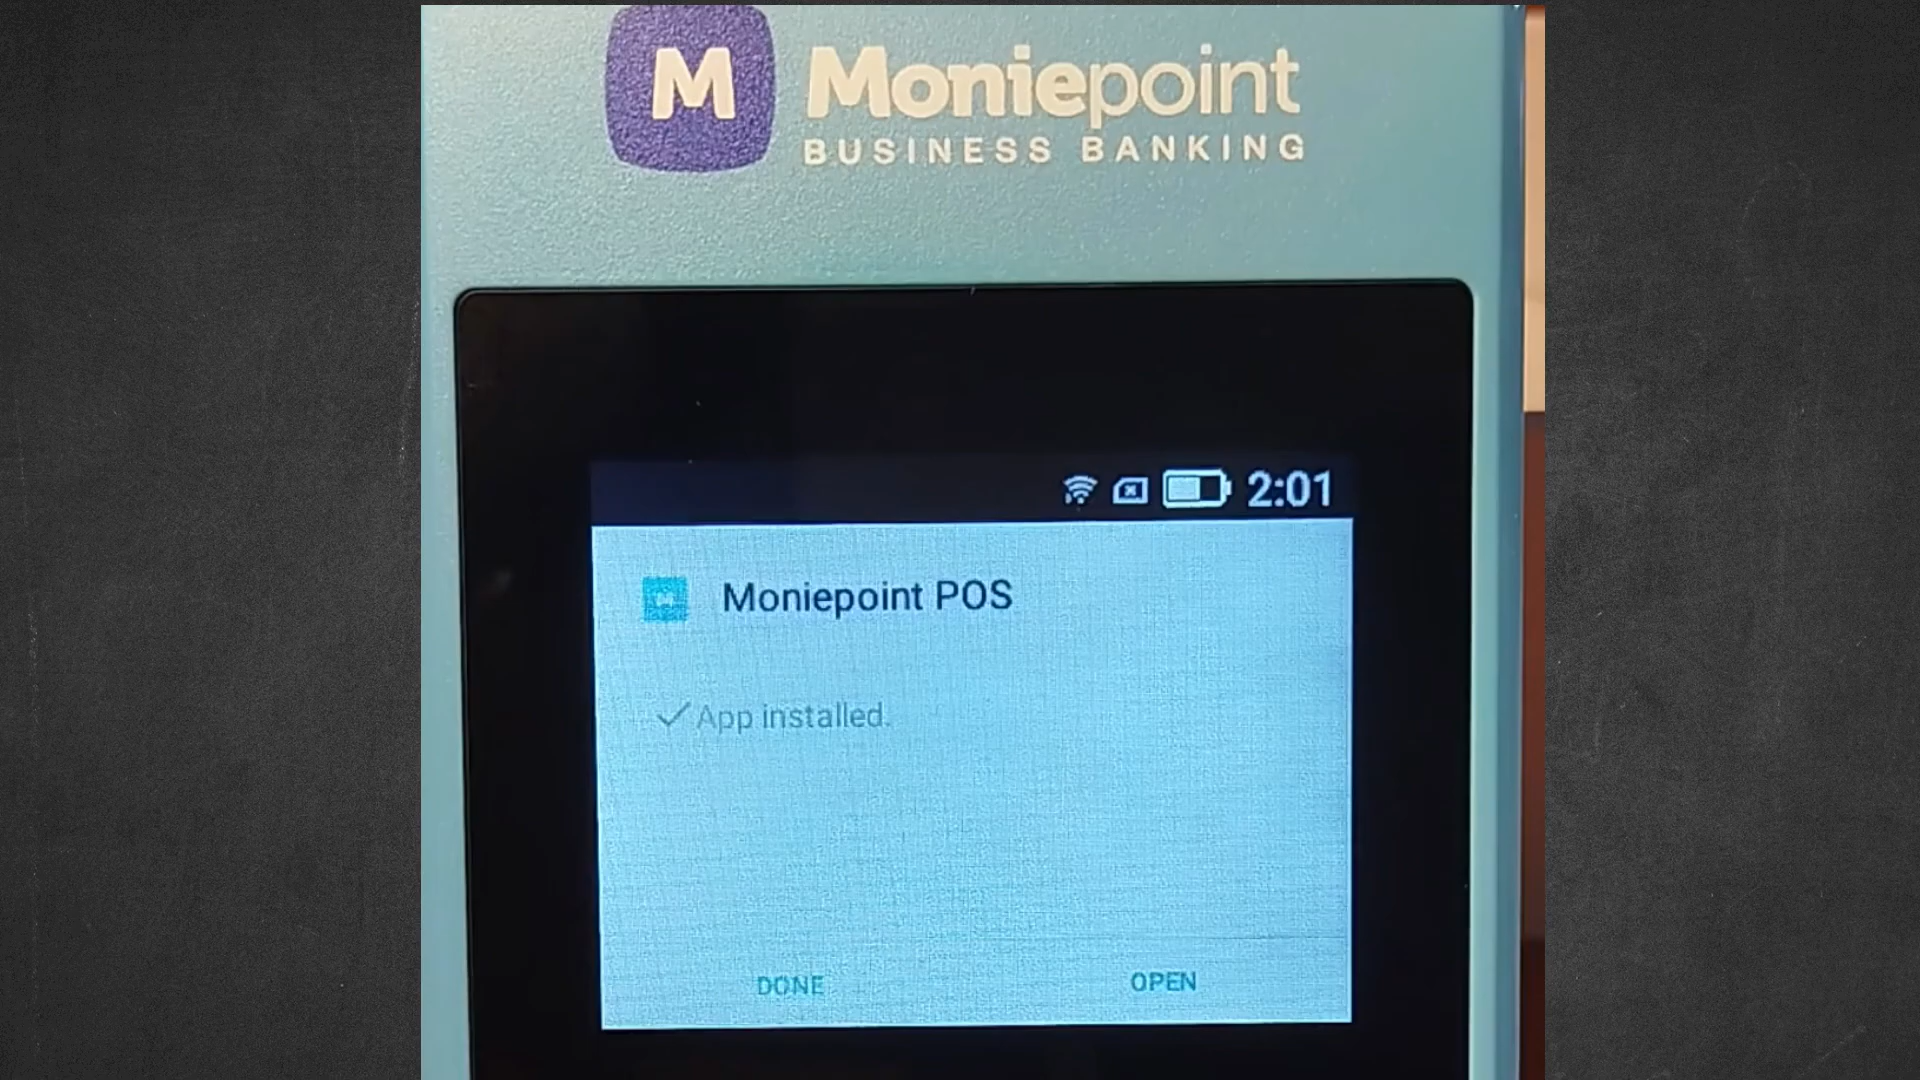 M Moniepoint
BUSINESS BANKING
2:01
Moniepoint POS
✓ App installed.
DONE OPEN